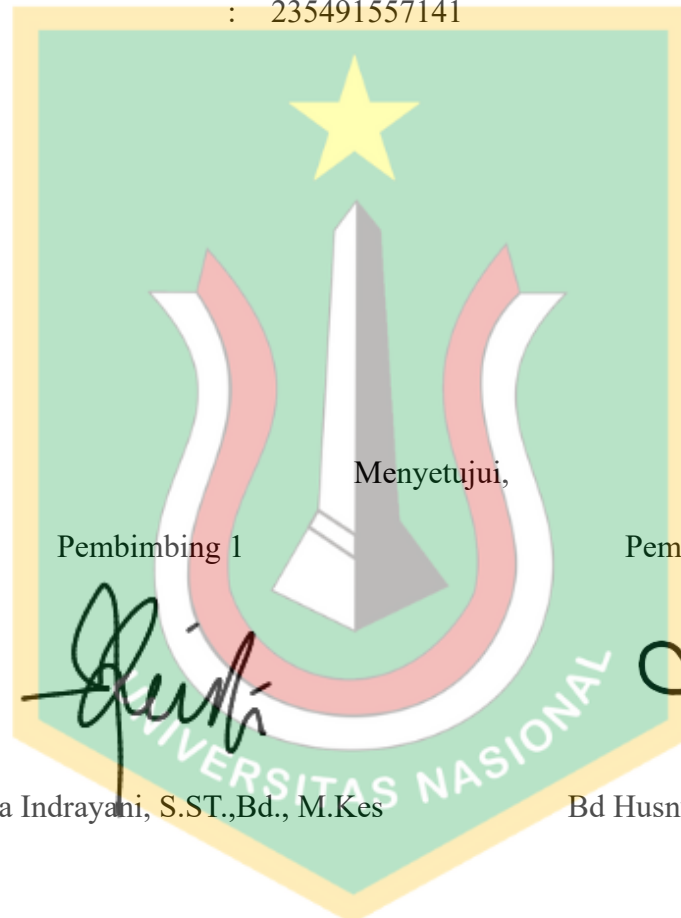 : 235491557141
Menyetujui,
Pembimbing 1 Pem
a Indrayani, S.ST.,Bd., M.Kes Bd Husn
UNIVERSITAS NASIONAL